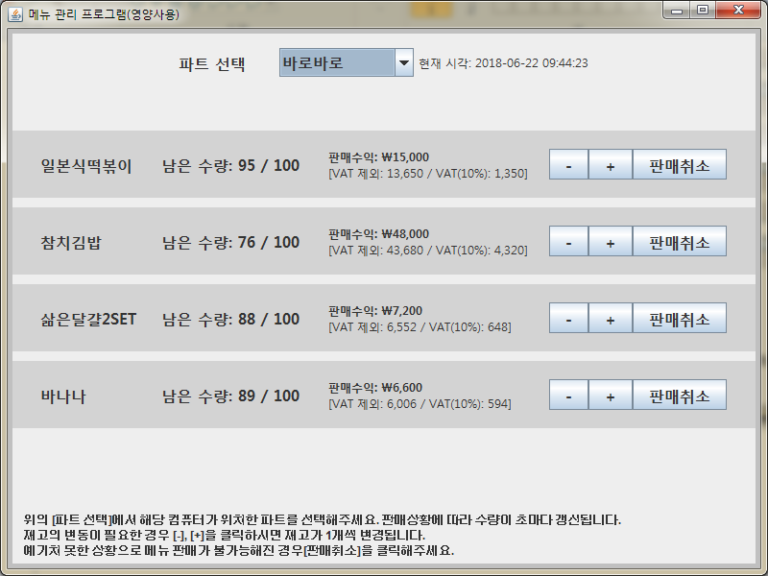 메뉴 관리 프로그램(영양사용)
파트 선택 바로바로 현재 시각: 2018-06-22 09:44:23
일본식떡볶이 남은 수량: 95 / 100 판매수익: ₩15,000 - + 판매취소
[VAT 제외: 13,650 / VAT(10%): 1,350]
참치김밥 남은 수량: 76 / 100 판매수익: ₩48,000 - + 판매취소
[VAT 제외: 43,680 / VAT(10%): 4,320]
삶은달걀2SET 남은 수량: 88 / 100 판매수익: ₩7,200 - + 판매취소
[VAT 제외: 6,552 / VAT(10%): 648]
바나나 남은 수량: 89 / 100 판매수익: ₩6,600 - + 판매취소
[VAT 제외: 6,006 / VAT(10%): 594]
위의 [파트 선택]에서 해당 컴퓨터가 위치한 파트를 선택해주세요. 판매상황에 따라 수량이 초마다 갱신됩니다.
재고의 변동이 필요한 경우 [-], [+]을 클릭하시면 재고가 1개씩 변경됩니다.
예기치 못한 상황으로 메뉴 판매가 불가능해진 경우[판매취소]을 클릭해주세요.